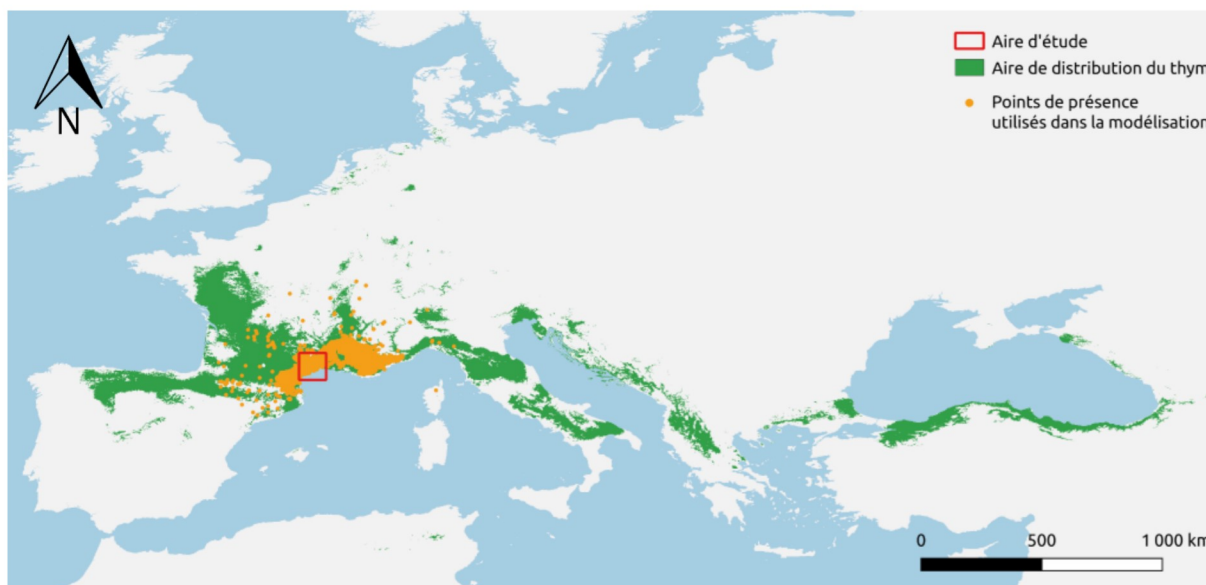 Aire d'étude
Aire de distribution du thym
Points de présence
utilisés dans la modélisation
N
0 500 1 000 km